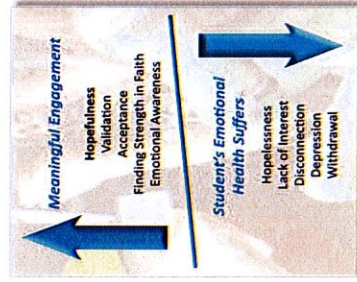 Meaningful Engagement
Hopefulness
Validation
Acceptance
Finding Strength in Faith
Emotional Awareness
Student's Emotional
Health Suffers
Hopelessness
Lack of Interest
Disconnection
Depression
Withdrawal